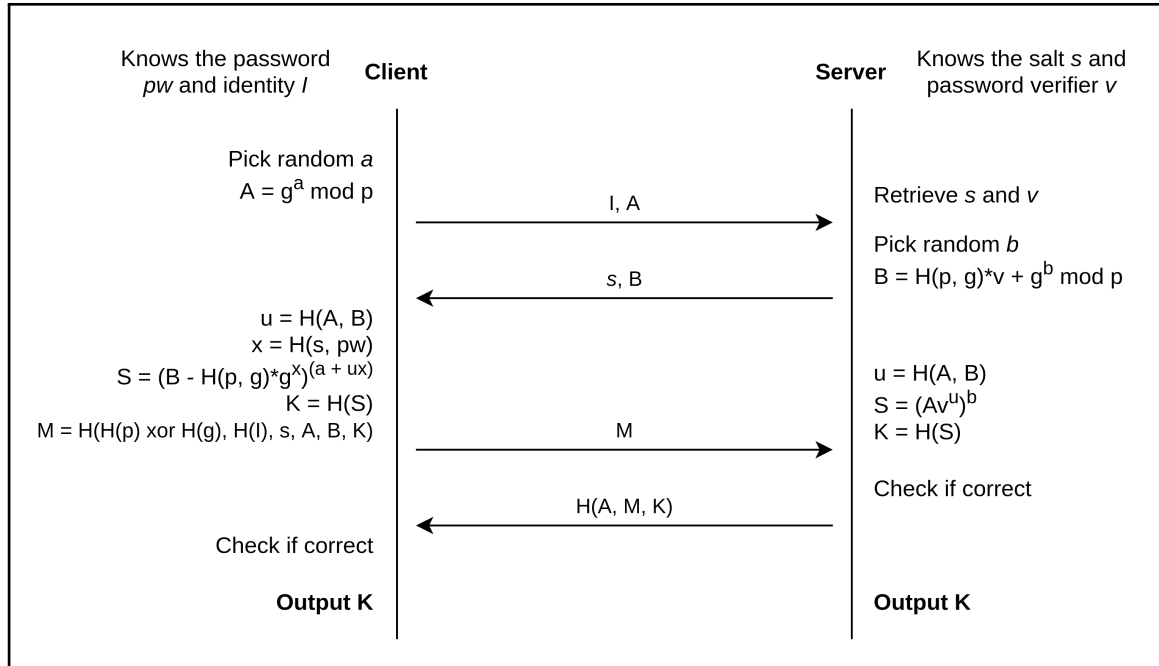 Knows the password
pw and identity I
Client
Server
Knows the salt s and
password verifier v
Pick random a
A = g^a mod p
I, A
Retrieve s and v
Pick random b
B = H(p, g)*v + g^b mod p
s, B
u = H(A, B)
x = H(s, pw)
S = (B - H(p, g)*g^x)^(a + ux)
K = H(S)
M = H(H(p) xor H(g), H(I), s, A, B, K)
M
u = H(A, B)
S = (Av^u)^b
K = H(S)
Check if correct
H(A, M, K)
Check if correct
Output K
Output K